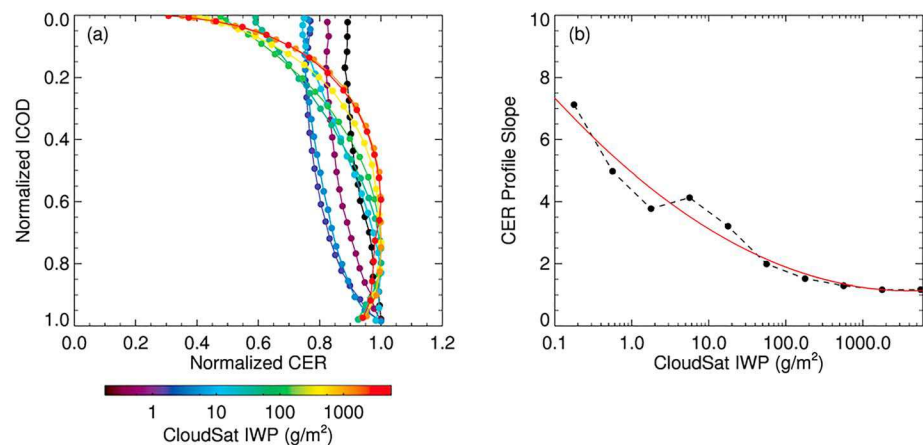 (a)
Normalized ICOD
0.0
0.2
0.4
0.6
0.8
1.0
0.0 0.2 0.4 0.6 0.8 1.0 1.2
Normalized CER
1 10 100 1000
CloudSat IWP (g/m²)
(b)
CER Profile Slope
10
8
6
4
2
0
0.1 1.0 10.0 100.0 1000.0
CloudSat IWP (g/m²)